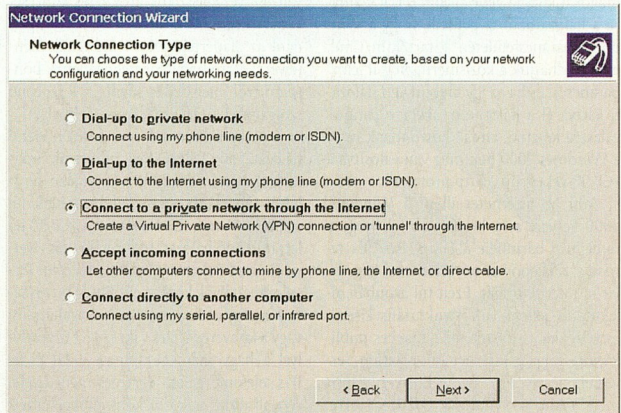 Network Connection Wizard
Network Connection Type
You can choose the type of network connection you want to create, based on your network
configuration and your networking needs.
Dial-up to private network
Connect using my phone line (modem or ISDN).
Dial-up to the Internet
Connect to the Internet using my phone line (modem or ISDN).
Connect to a private network through the Internet
Create a Virtual Private Network (VPN) connection or 'tunnel' through the Internet.
Accept incoming connections
Let other computers connect to mine by phone line, the Internet, or direct cable.
Connect directly to another computer
Connect using my serial, parallel, or infrared port.
< Back Next > Cancel